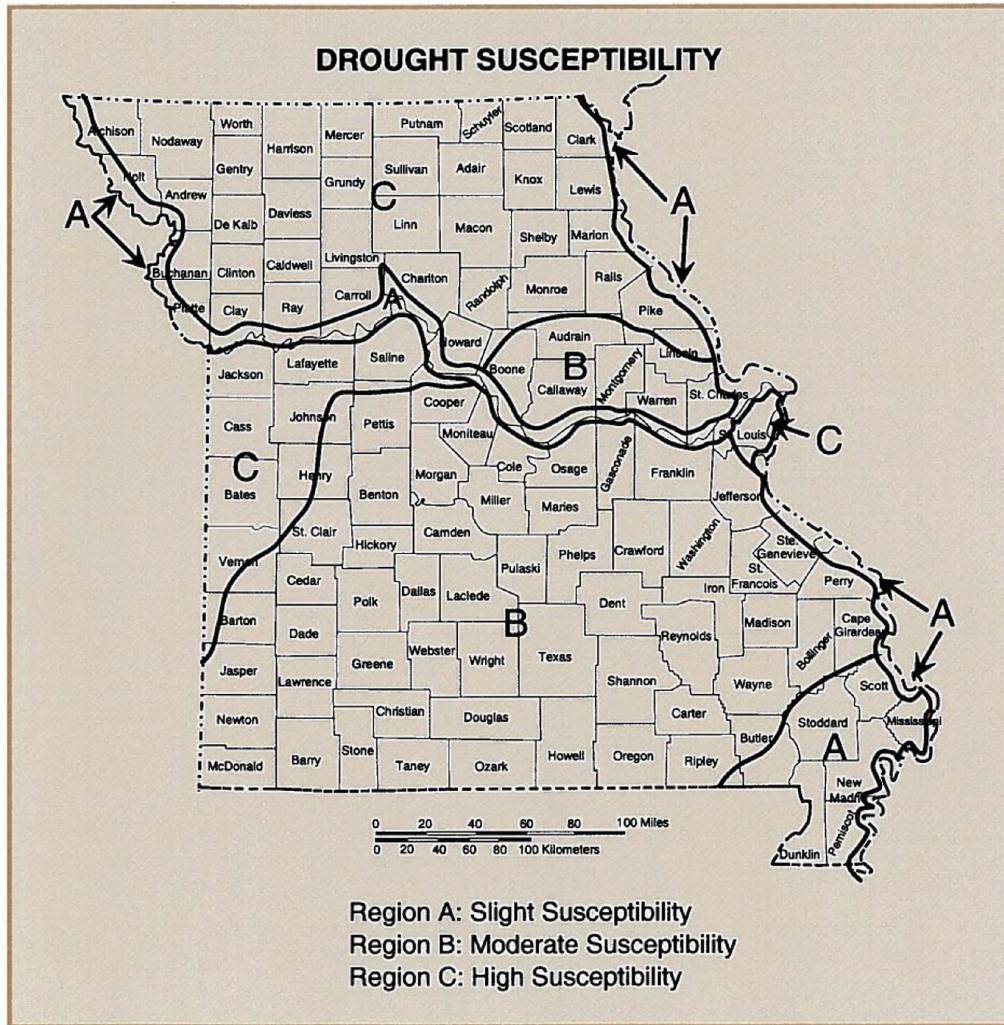 DROUGHT SUSCEPTIBILITY
Atchison
Nodaway
Worth
Harrison
Mercer
Putnam
Schuyler
Scotland
Clark
Holt
Gentry
Sullivan
Adair
Knox
Lewis
Andrew
De Kalb
Daviess
Grundy
C
A
A
Linn
Macon
Shelby
Marion
Buchanan
Clinton
Caldwell
Livingston
Chariton
Randolph
Monroe
Ralls
Platte
Clay
Ray
Carroll
A
Pike
Howard
Audrain
Lincoln
Jackson
Lafayette
Saline
Boone
B
Callaway
Montgomery
Warren
St. Charles
Cass
Johnson
Pettis
Cooper
Moniteau
St. Louis
C
C
Bates
Henry
Benton
Morgan
Cole
Osage
Gasconade
Franklin
Jefferson
Miller
Maries
St. Clair
Hickory
Camden
Vernon
Cedar
Polk
Dallas
Laclede
Pulaski
Phelps
Crawford
Washington
Ste.
Genevieve
St.
Francois
Perry
Iron
Barton
Dade
B
Dent
Madison
Bollinger
Cape
Girardeau
A
Jasper
Greene
Webster
Wright
Texas
Reynolds
Lawrence
Shannon
Wayne
Scott
Newton
Christian
Douglas
Carter
Stoddard
Mississippi
McDonald
Barry
Stone
Taney
Ozark
Howell
Oregon
Ripley
Butler
A
New
Madrid
Pemiscot
Dunklin
0 20 40 60 80 100 Miles
0 20 40 60 80 100 Kilometers
Region A: Slight Susceptibility
Region B: Moderate Susceptibility
Region C: High Susceptibility